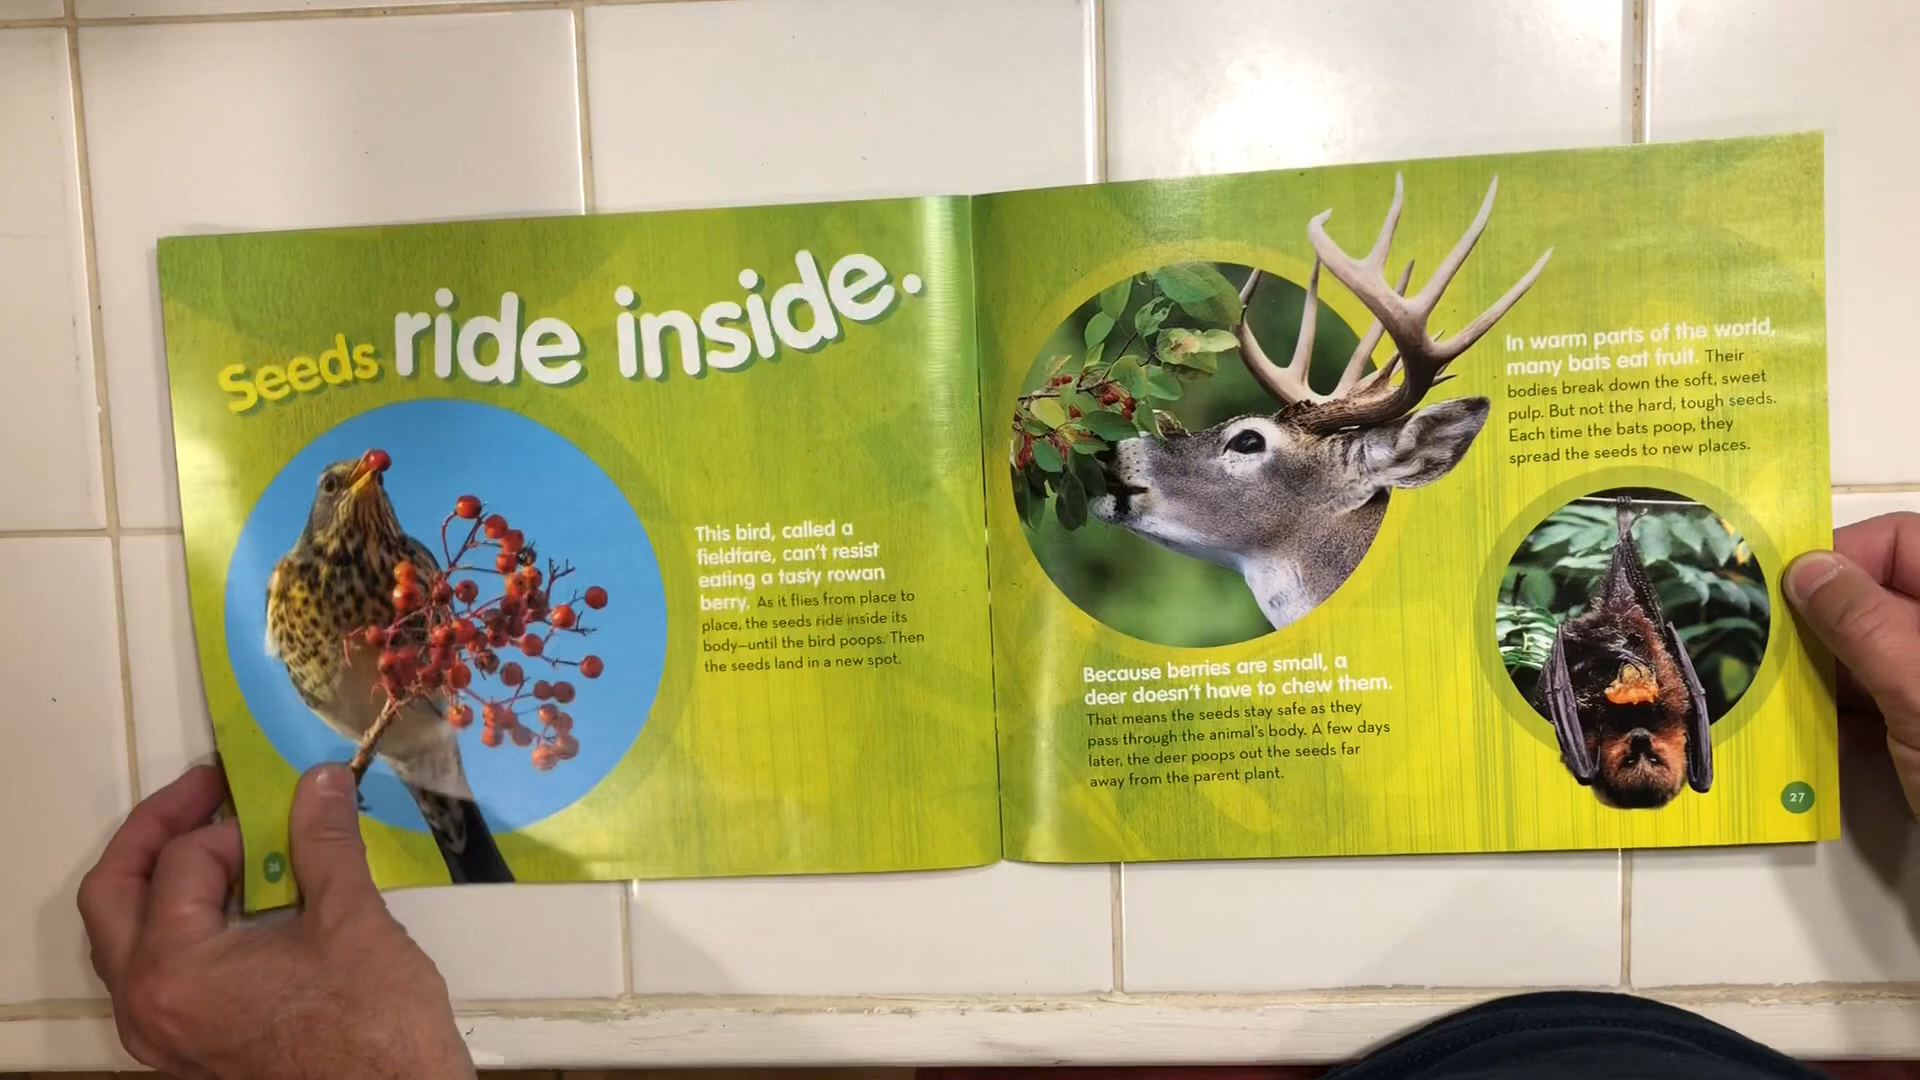 Seeds ride inside.
This bird, called a
fieldfare, can't resist
eating a tasty rowan
berry. As it flies from place to
place, the seeds ride inside its
body—until the bird poops. Then
the seeds land in a new spot.
26
Because berries are small, a
deer doesn't have to chew them.
That means the seeds stay safe as they
pass through the animal's body. A few days
later, the deer poops out the seeds far
away from the parent plant.
In warm parts of the world,
many bats eat fruit. Their
bodies break down the soft, sweet
pulp. But not the hard, tough seeds.
Each time the bats poop, they
spread the seeds to new places.
27